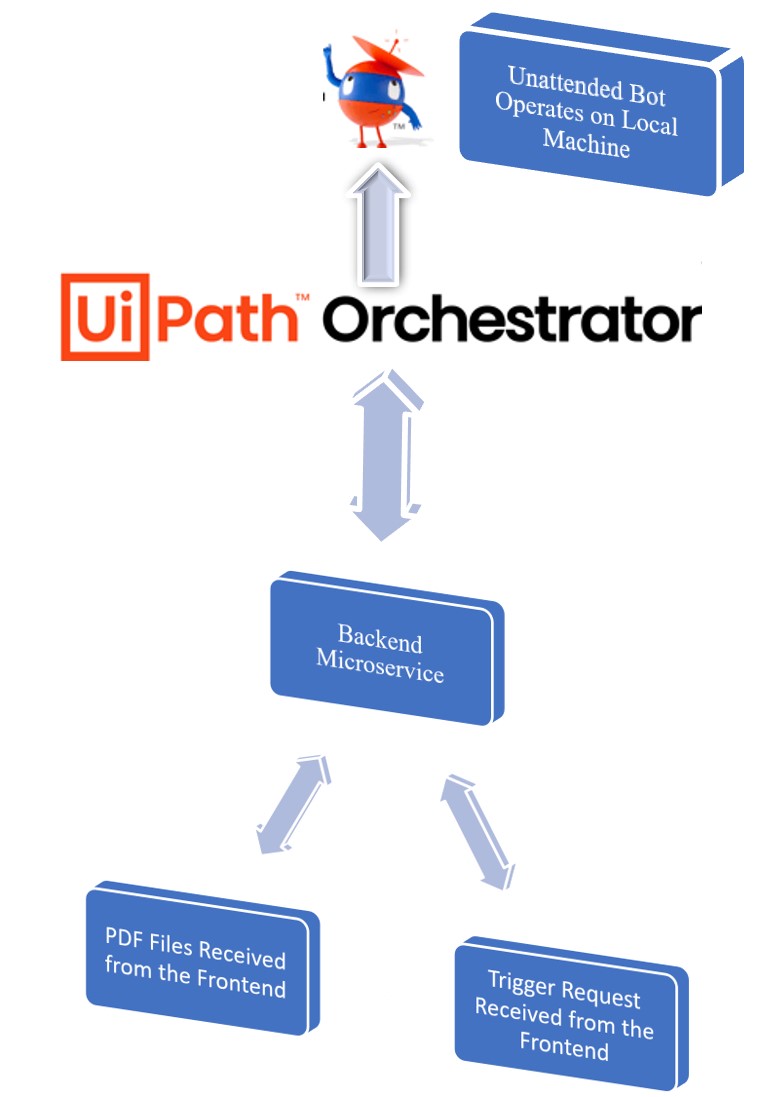 Unattended Bot
Operates on Local
Machine
TM
UiPath™ Orchestrator
Backend
Microservice
PDF Files Received
from the Frontend
Trigger Request
Received from the
Frontend